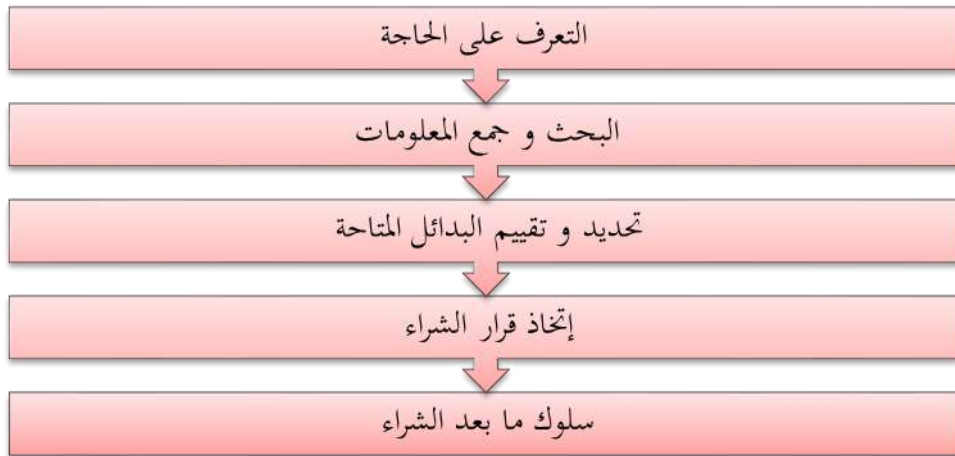 التعرف على الحاجة
البحث و جمع المعلومات
تحديد و تقييم البدائل المتاحة
إتخاذ قرار الشراء
سلوك ما بعد الشراء